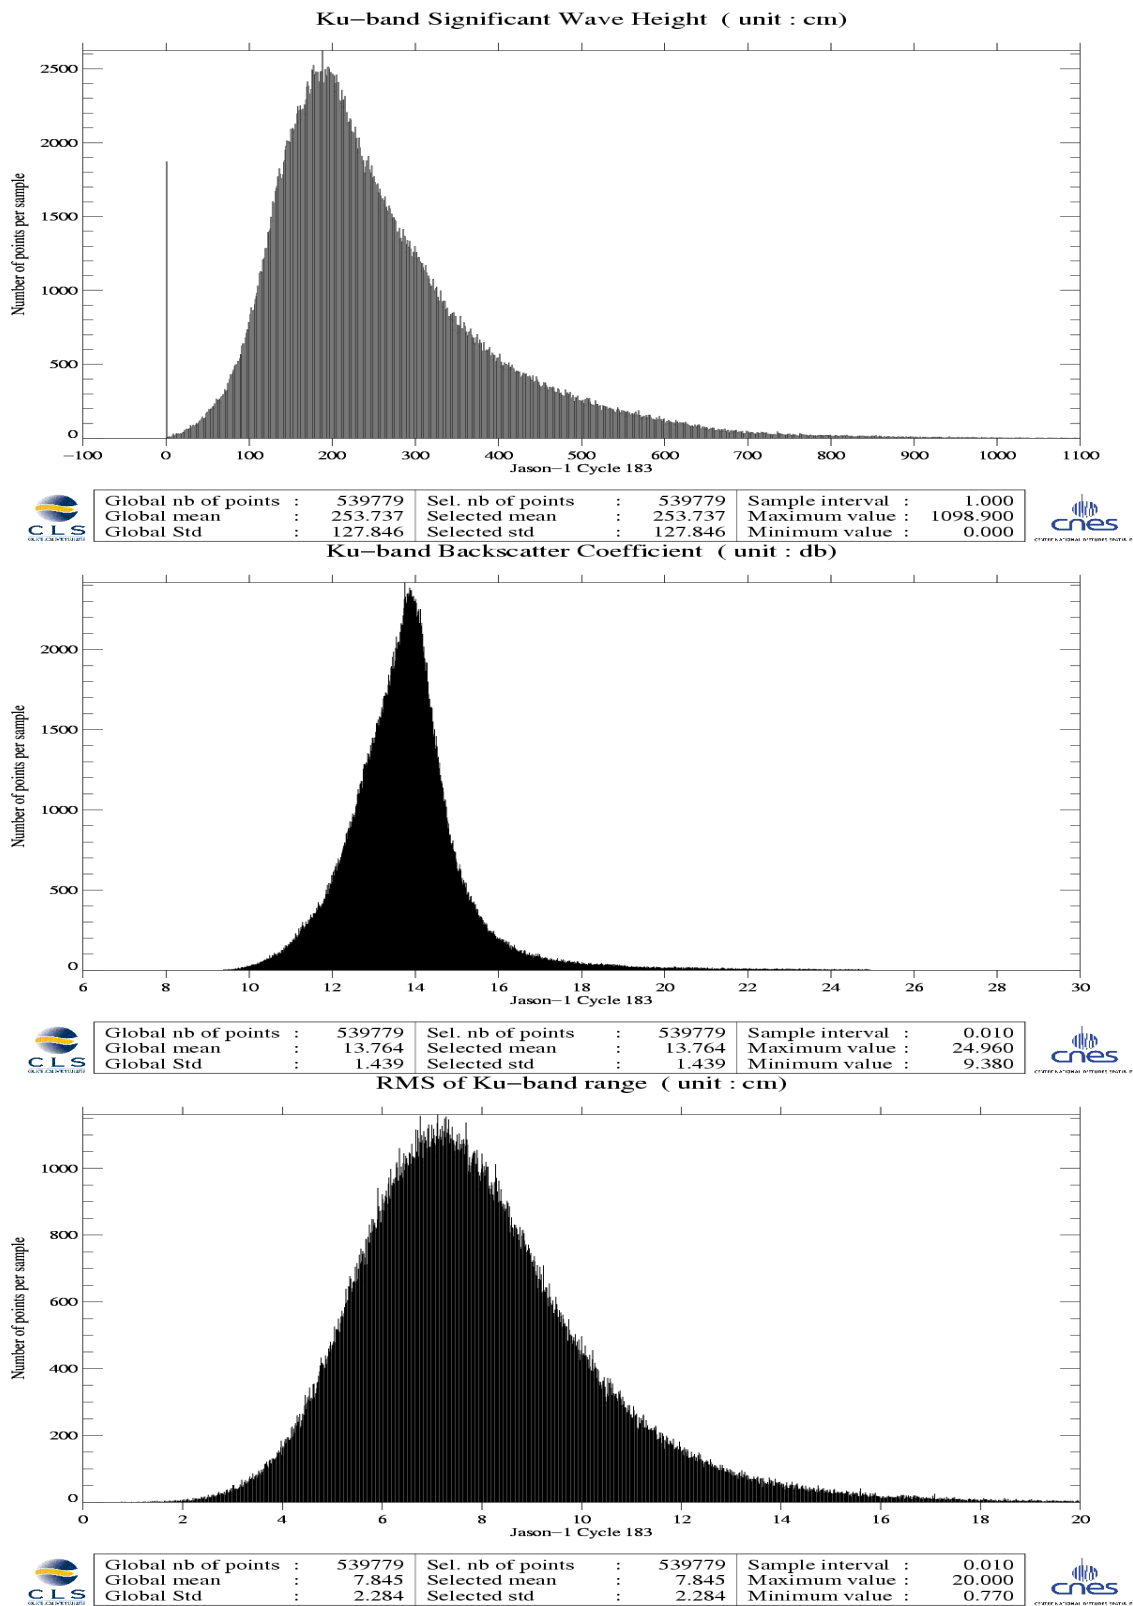 Ku−band Significant Wave Height ( unit : cm)
Number of points per sample
2500
2000
1500
1000
500
0
−100 0 100 200 300 400 500 600 700 800 900 1000 1100
Jason−1 Cycle 183
CLS
Global nb of points : 539779 Sel. nb of points : 539779 Sample interval : 1.000
Global mean : 253.737 Selected mean : 253.737 Maximum value : 1098.900
Global Std : 127.846 Selected std : 127.846 Minimum value : 0.000
cnes
Ku−band Backscatter Coefficient ( unit : db)
Number of points per sample
2000
1500
1000
500
0
6 8 10 12 14 16 18 20 22 24 26 28 30
Jason−1 Cycle 183
CLS
Global nb of points : 539779 Sel. nb of points : 539779 Sample interval : 0.010
Global mean : 13.764 Selected mean : 13.764 Maximum value : 24.960
Global Std : 1.439 Selected std : 1.439 Minimum value : 9.380
cnes
RMS of Ku−band range ( unit : cm)
Number of points per sample
1000
800
600
400
200
0
0 2 4 6 8 10 12 14 16 18 20
Jason−1 Cycle 183
CLS
Global nb of points : 539779 Sel. nb of points : 539779 Sample interval : 0.010
Global mean : 7.845 Selected mean : 7.845 Maximum value : 20.000
Global Std : 2.284 Selected std : 2.284 Minimum value : 0.770
cnes